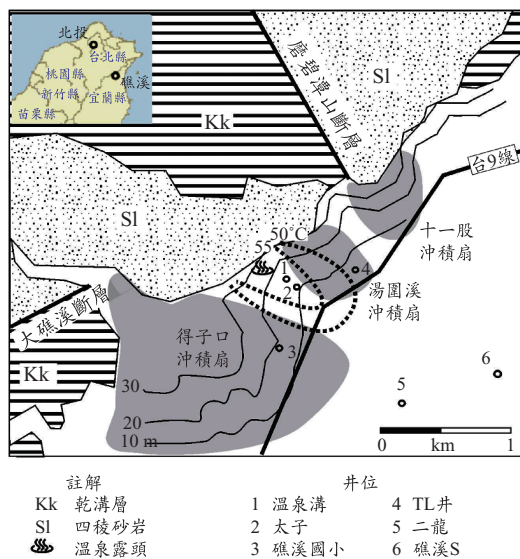 北投
台北縣
桃園縣
礁溪
新竹縣
宜蘭縣
苗栗縣
磨碧潭山斷層
Sl
Kk
台9線
Sl
50°C
55
十一股
沖積扇
1
4
2
湯圍溪
沖積扇
大礁溪斷層
得子口
沖積扇
3
Kk
30
6
5
20
10 m
0 km 1
註解
Kk 乾溝層
Sl 四稜砂岩
溫泉露頭
井位
1 溫泉溝
2 太子
3 礁溪國小
4 TL井
5 二龍
6 礁溪S